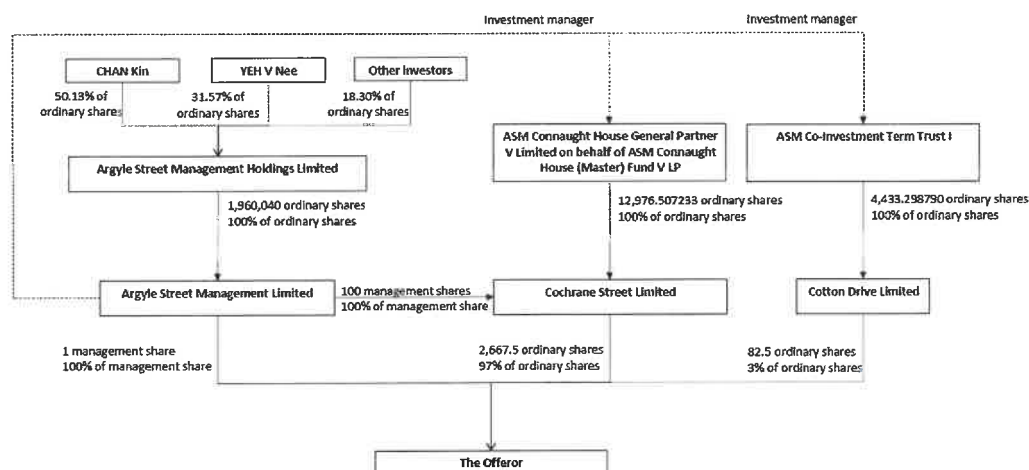 Investment manager
Investment manager
CHAN Kin
YEH V Nee
Other investors
50.13% of
ordinary shares
31.57% of
ordinary shares
18.30% of
ordinary shares
ASM Connaught House General Partner
V Limited on behalf of ASM Connaught
House (Master) Fund V LP
ASM Co-Investment Term Trust I
Argyle Street Management Holdings Limited
1,960,040 ordinary shares
100% of ordinary shares
12,976.507233 ordinary shares
100% of ordinary shares
4,433.298790 ordinary shares
100% of ordinary shares
Argyle Street Management Limited
100 management shares
100% of management share
Cochrane Street Limited
Cotton Drive Limited
1 management share
100% of management share
2,667.5 ordinary shares
97% of ordinary shares
82.5 ordinary shares
3% of ordinary shares
The Offeror